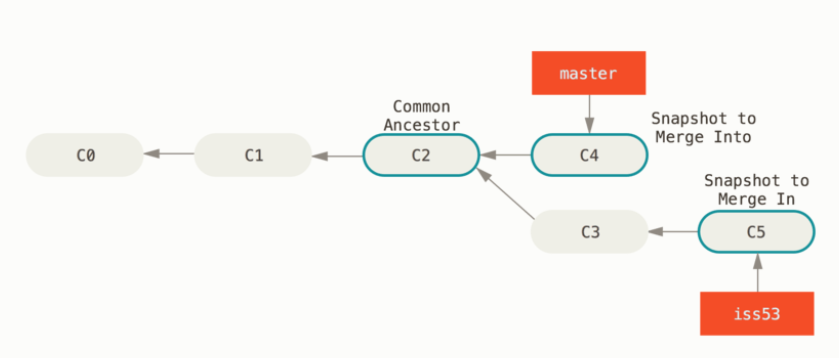 master
Common
Ancestor
Snapshot to
Merge Into
C0
C1
C2
C4
Snapshot to
Merge In
C3
C5
iss53